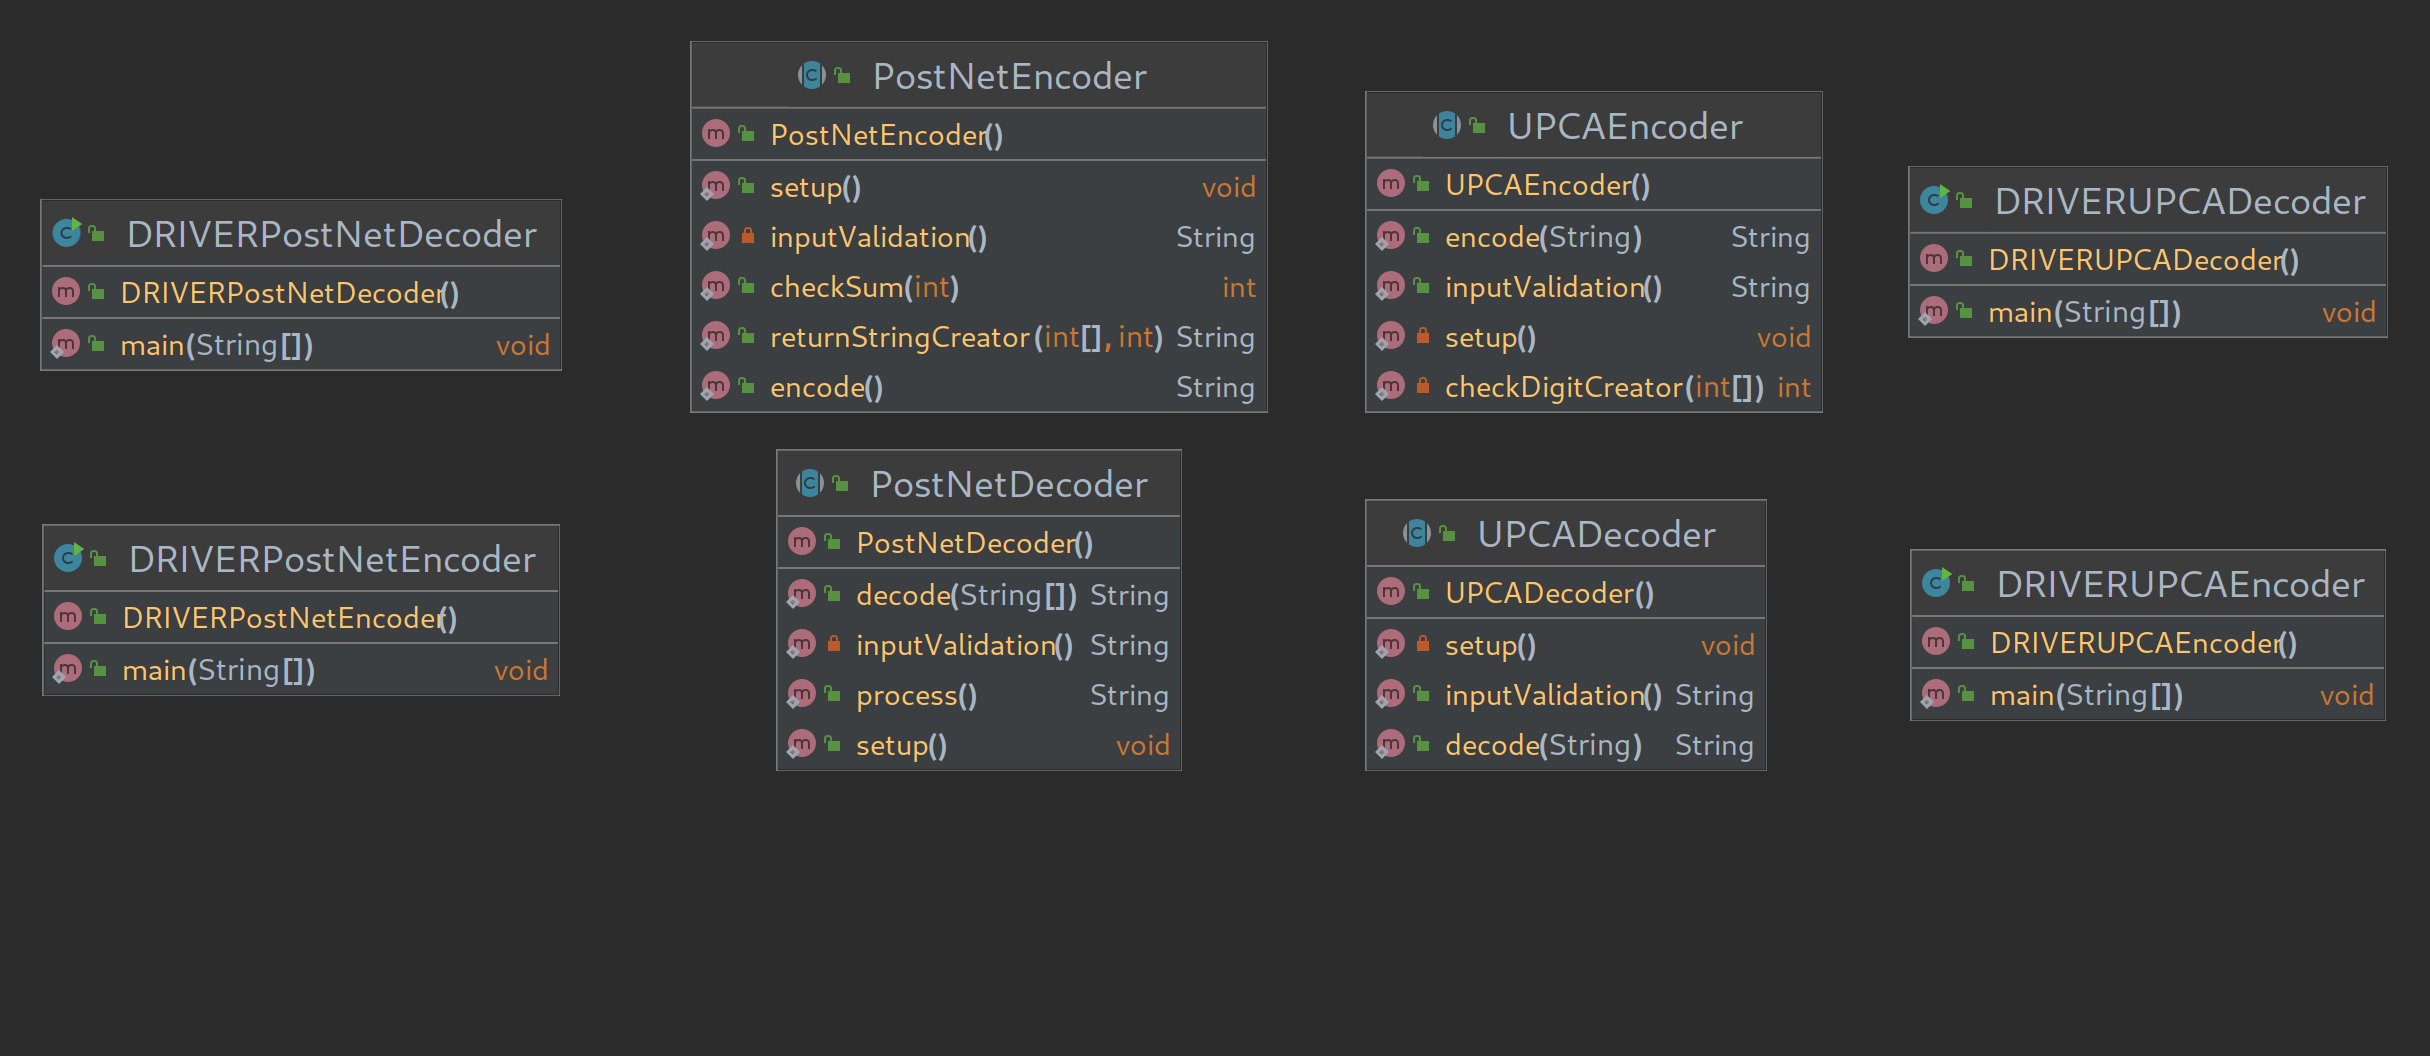 DRIVERPostNetDecoder
DRIVERPostNetDecoder()
main(String[]) void
PostNetEncoder
PostNetEncoder()
setup() void
inputValidation() String
checkSum(int) int
returnStringCreator(int[], int) String
encode() String
UPCAEncoder
UPCAEncoder()
encode(String) String
inputValidation() String
setup() void
checkDigitCreator(int[]) int
DRIVERUPCADecoder
DRIVERUPCADecoder()
main(String[]) void
DRIVERPostNetEncoder
DRIVERPostNetEncoder()
main(String[]) void
PostNetDecoder
PostNetDecoder()
decode(String[]) String
inputValidation() String
process() String
setup() void
UPCADecoder
UPCADecoder()
setup() void
inputValidation() String
decode(String) String
DRIVERUPCAEncoder
DRIVERUPCAEncoder()
main(String[]) void